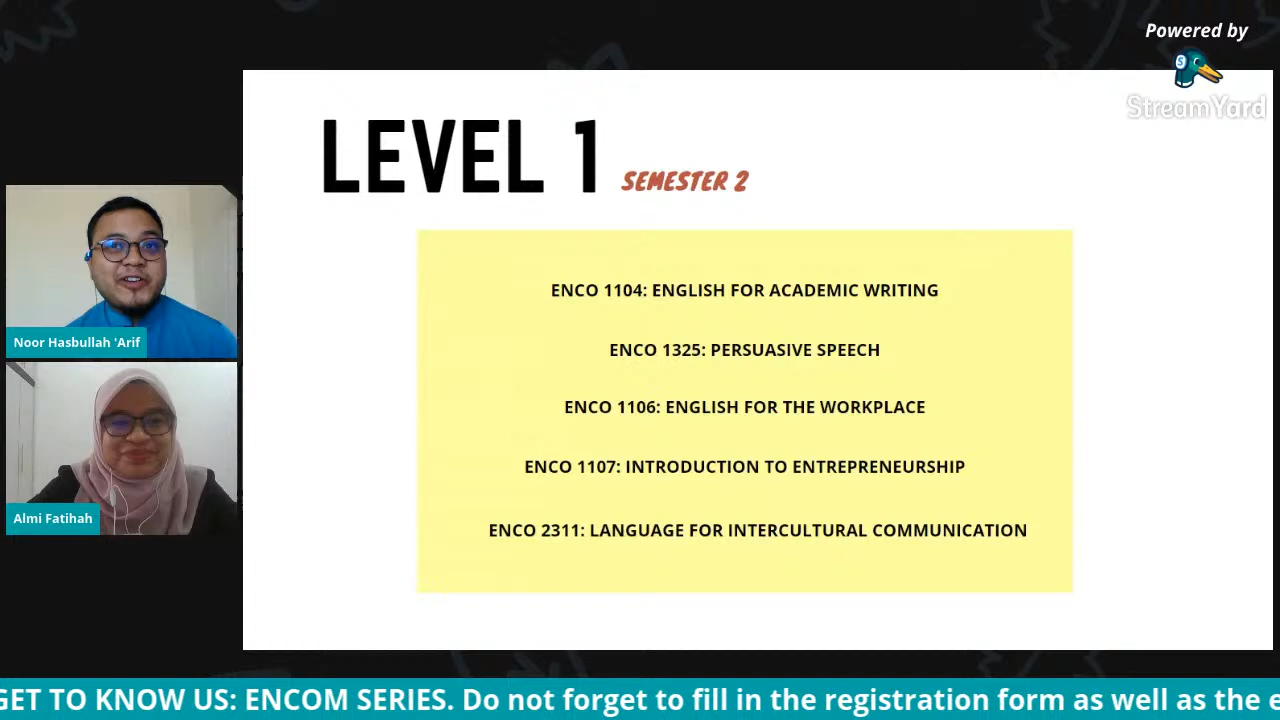 Powered by
StreamYard
LEVEL 1 SEMESTER 2
ENCO 1104: ENGLISH FOR ACADEMIC WRITING
ENCO 1325: PERSUASIVE SPEECH
ENCO 1106: ENGLISH FOR THE WORKPLACE
ENCO 1107: INTRODUCTION TO ENTREPRENEURSHIP
ENCO 2311: LANGUAGE FOR INTERCULTURAL COMMUNICATION
Noor Hasbullah 'Arif
Almi Fatihah
GET TO KNOW US: ENCOM SERIES. Do not forget to fill in the registration form as well as the e